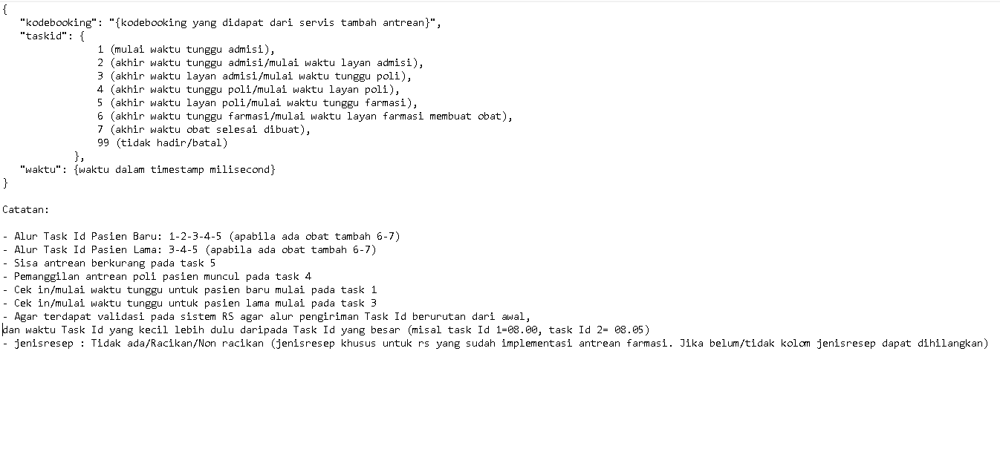 {
"kodebooking": "{kodebooking yang didapat dari servis tambah antrean}",
"taskid": {
1 (mulai waktu tunggu admisi),
2 (akhir waktu tunggu admisi/mulai waktu layan admisi),
3 (akhir waktu layan admisi/mulai waktu tunggu poli),
4 (akhir waktu tunggu poli/mulai waktu layan poli),
5 (akhir waktu layan poli/mulai waktu tunggu farmasi),
6 (akhir waktu tunggu farmasi/mulai waktu layan farmasi membuat obat),
7 (akhir waktu obat selesai dibuat),
99 (tidak hadir/batal)
},
"waktu": {waktu dalam timestamp milisecond}
}
Catatan:
- Alur Task Id Pasien Baru: 1-2-3-4-5 (apabila ada obat tambah 6-7)
- Alur Task Id Pasien Lama: 3-4-5 (apabila ada obat tambah 6-7)
- Sisa antrean berkurang pada task 5
- Pemanggilan antrean poli pasien muncul pada task 4
- Cek in/mulai waktu tunggu untuk pasien baru mulai pada task 1
- Cek in/mulai waktu tunggu untuk pasien lama mulai pada task 3
- Agar terdapat validasi pada sistem RS agar alur pengiriman Task Id berurutan dari awal,
dan waktu Task Id yang kecil lebih dulu daripada Task Id yang besar (misal task Id 1=08.00, task Id 2= 08.05)
- jenisresep : Tidak ada/Racikan/Non racikan (jenisresep khusus untuk rs yang sudah implementasi antrean farmasi. Jika belum/tidak kolom jenisresep dapat dihilangkan)